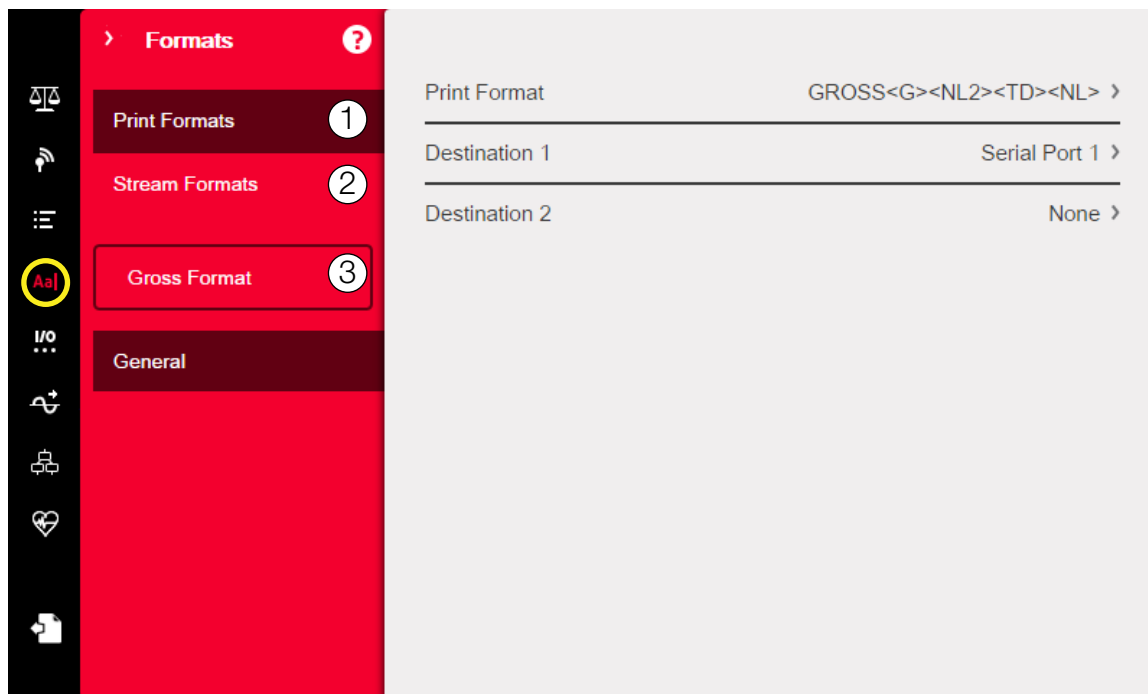 Formats
?
Print Formats
1
Stream Formats
2
Aa
Gross Format
3
I/O
General
Print Format GROSS<G><NL2><TD><NL>
Destination 1 Serial Port 1
Destination 2 None